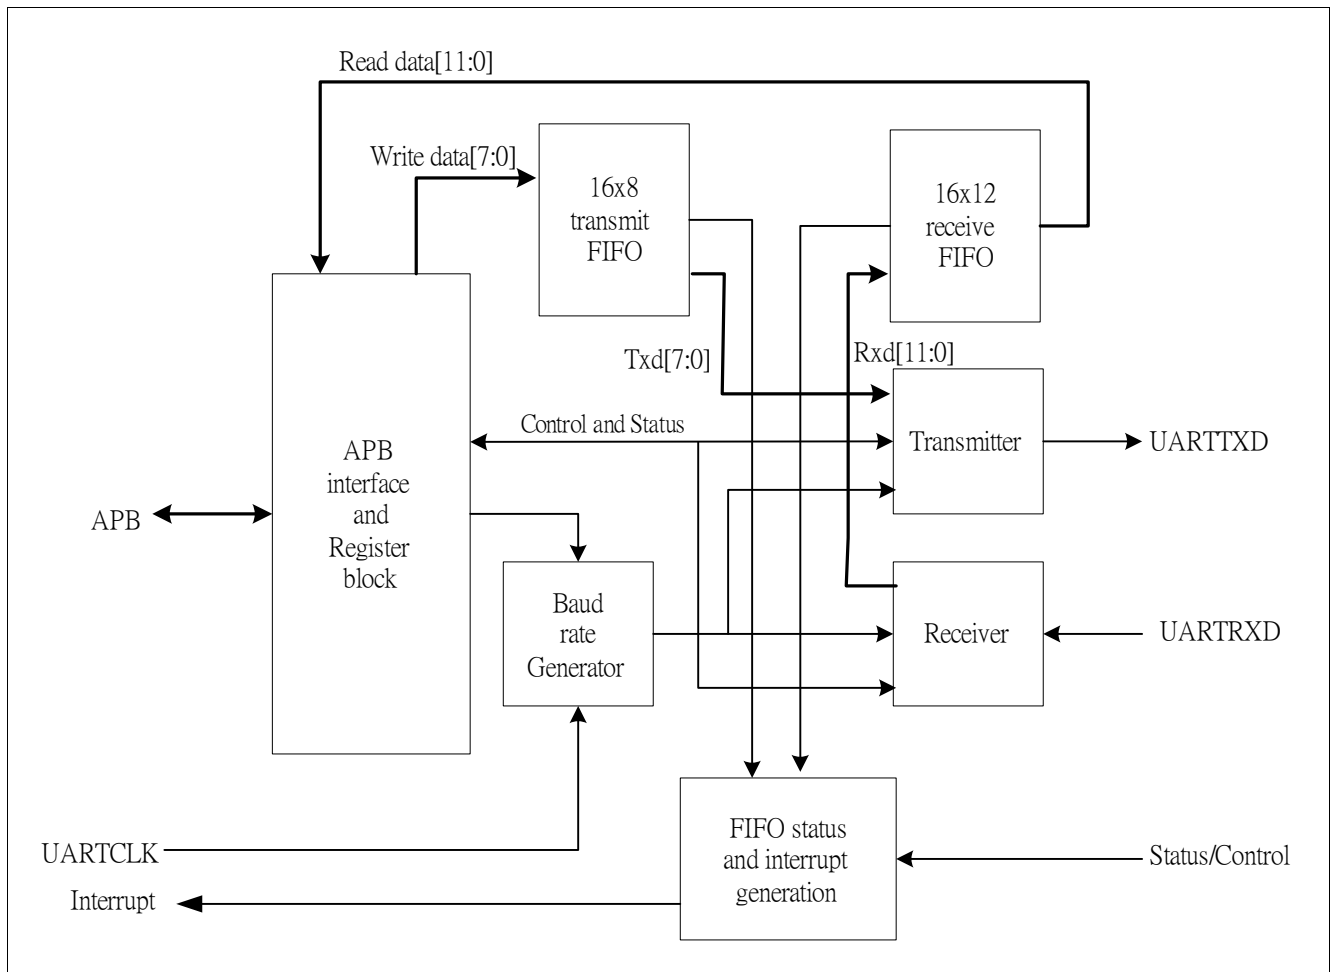 Read data[11:0]
Write data[7:0]
16x8
transmit
FIFO
16x12
receive
FIFO
Txd[7:0]
Rxd[11:0]
Control and Status
Transmitter
UARTTXD
APB
interface
and
Register
block
APB
Baud
rate
Generator
Receiver
UARTRXD
FIFO status
and interrupt
generation
Status/Control
UARTCLK
Interrupt